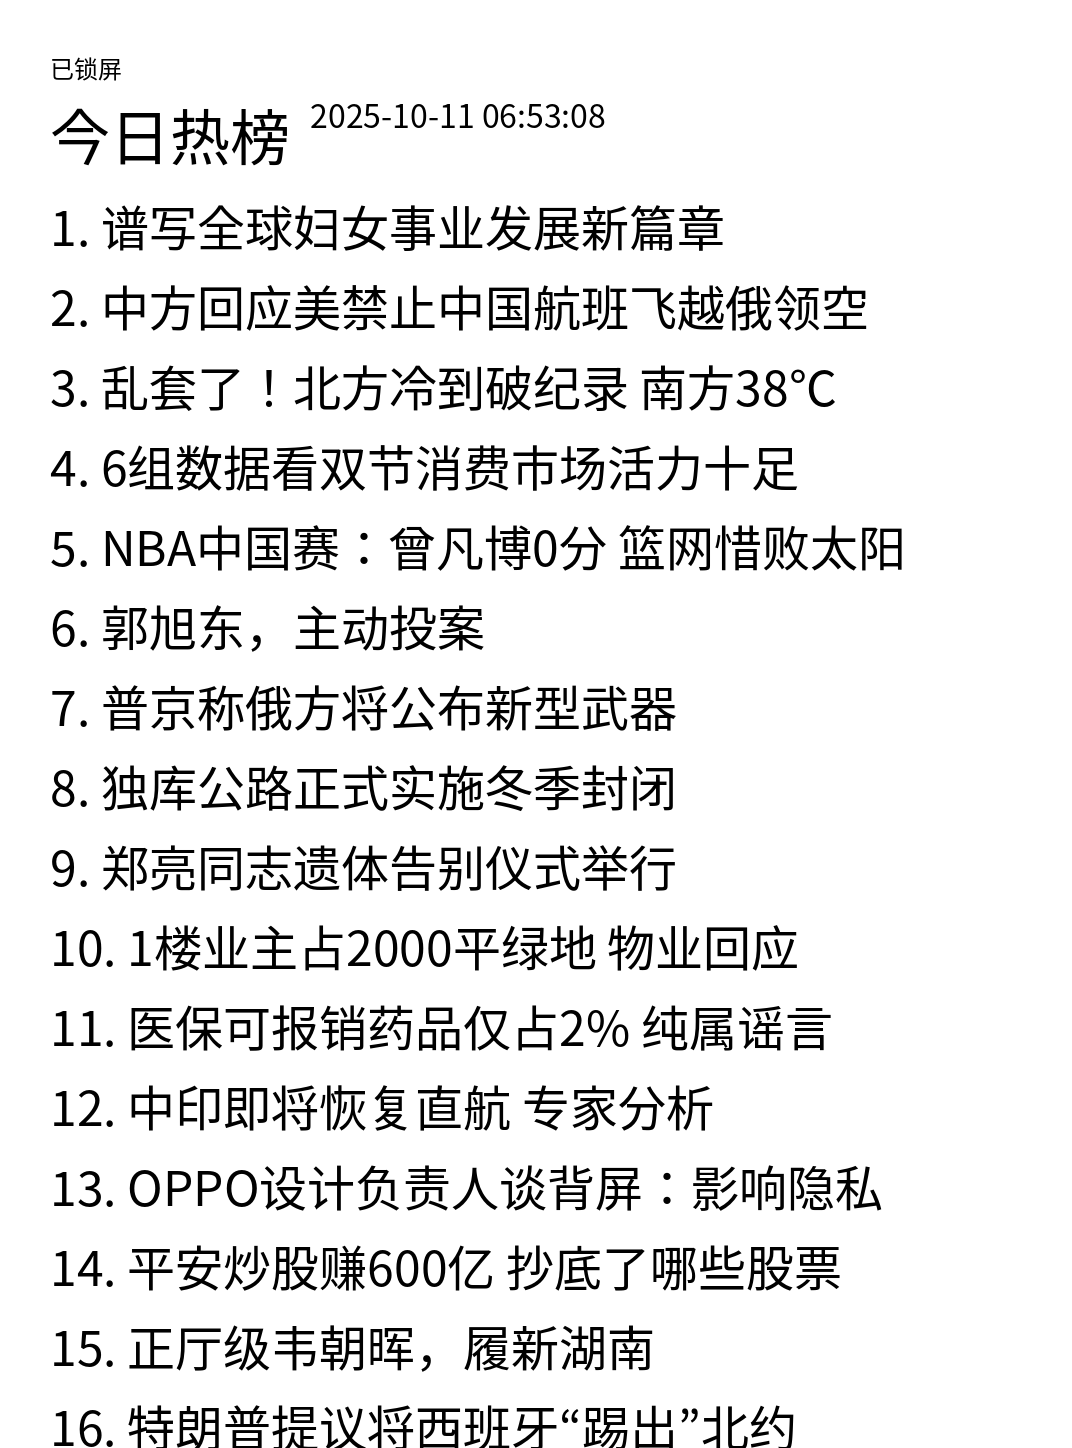 已锁屏
今日热榜 2025-10-11 06:53:08
1. 谱写全球妇女事业发展新篇章
2. 中方回应美禁止中国航班飞越俄领空
3. 乱套了！北方冷到破纪录 南方38℃
4. 6组数据看双节消费市场活力十足
5. NBA中国赛：曾凡博0分 篮网惜败太阳
6. 郭旭东，主动投案
7. 普京称俄方将公布新型武器
8. 独库公路正式实施冬季封闭
9. 郑亮同志遗体告别仪式举行
10. 1楼业主占2000平绿地 物业回应
11. 医保可报销药品仅占2% 纯属谣言
12. 中印即将恢复直航 专家分析
13. OPPO设计负责人谈背屏：影响隐私
14. 平安炒股赚600亿 抄底了哪些股票
15. 正厅级韦朝晖，履新湖南
16. 特朗普提议将西班牙“踢出”北约